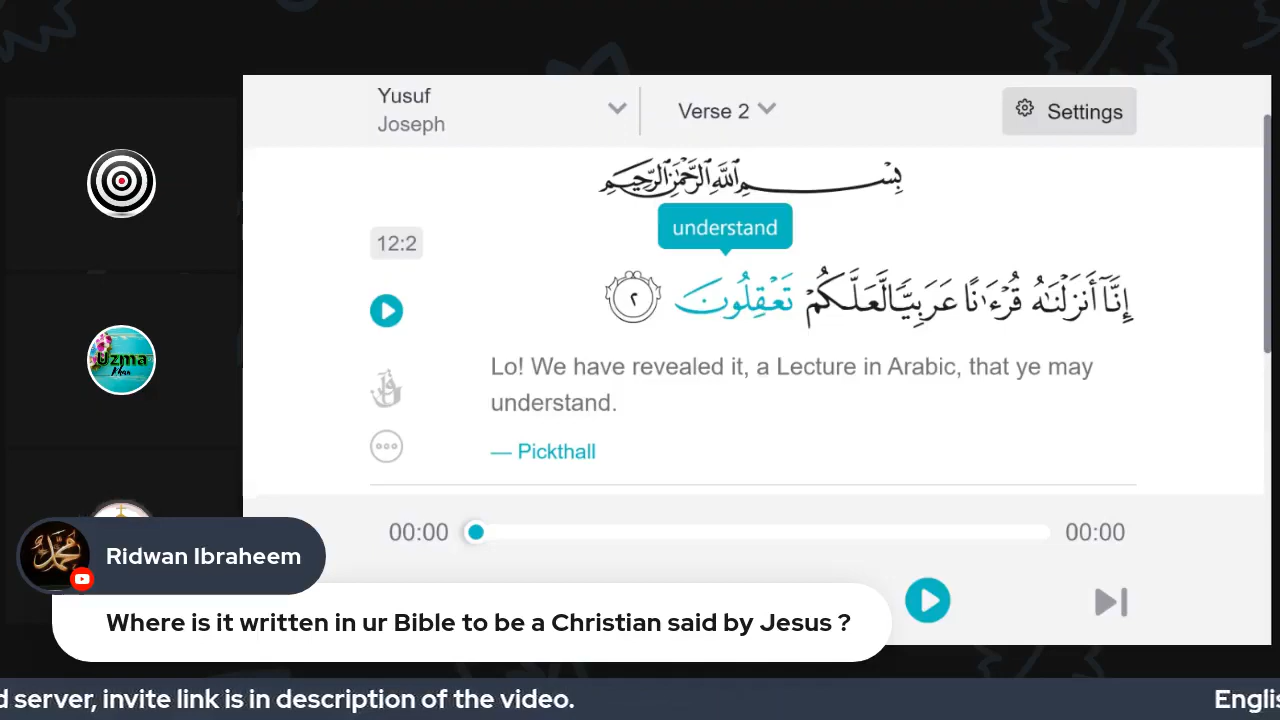 Yusuf
Joseph
Verse 2
Settings
بِسْمِ ٱللَّهِ ٱلرَّحْمَٰنِ ٱلرَّحِيمِ
understand
12:2
إِنَّآ أَنزَلْنَٰهُ قُرْءَٰنًا عَرَبِيًّا لَّعَلَّكُمْ تَعْقِلُونَ ٢
Lo! We have revealed it, a Lecture in Arabic, that ye may
understand.
— Pickthall
00:00
00:00
Uzma
Khan
Ridwan Ibraheem
Where is it written in ur Bible to be a Christian said by Jesus ?
d server, invite link is in description of the video.
Englis